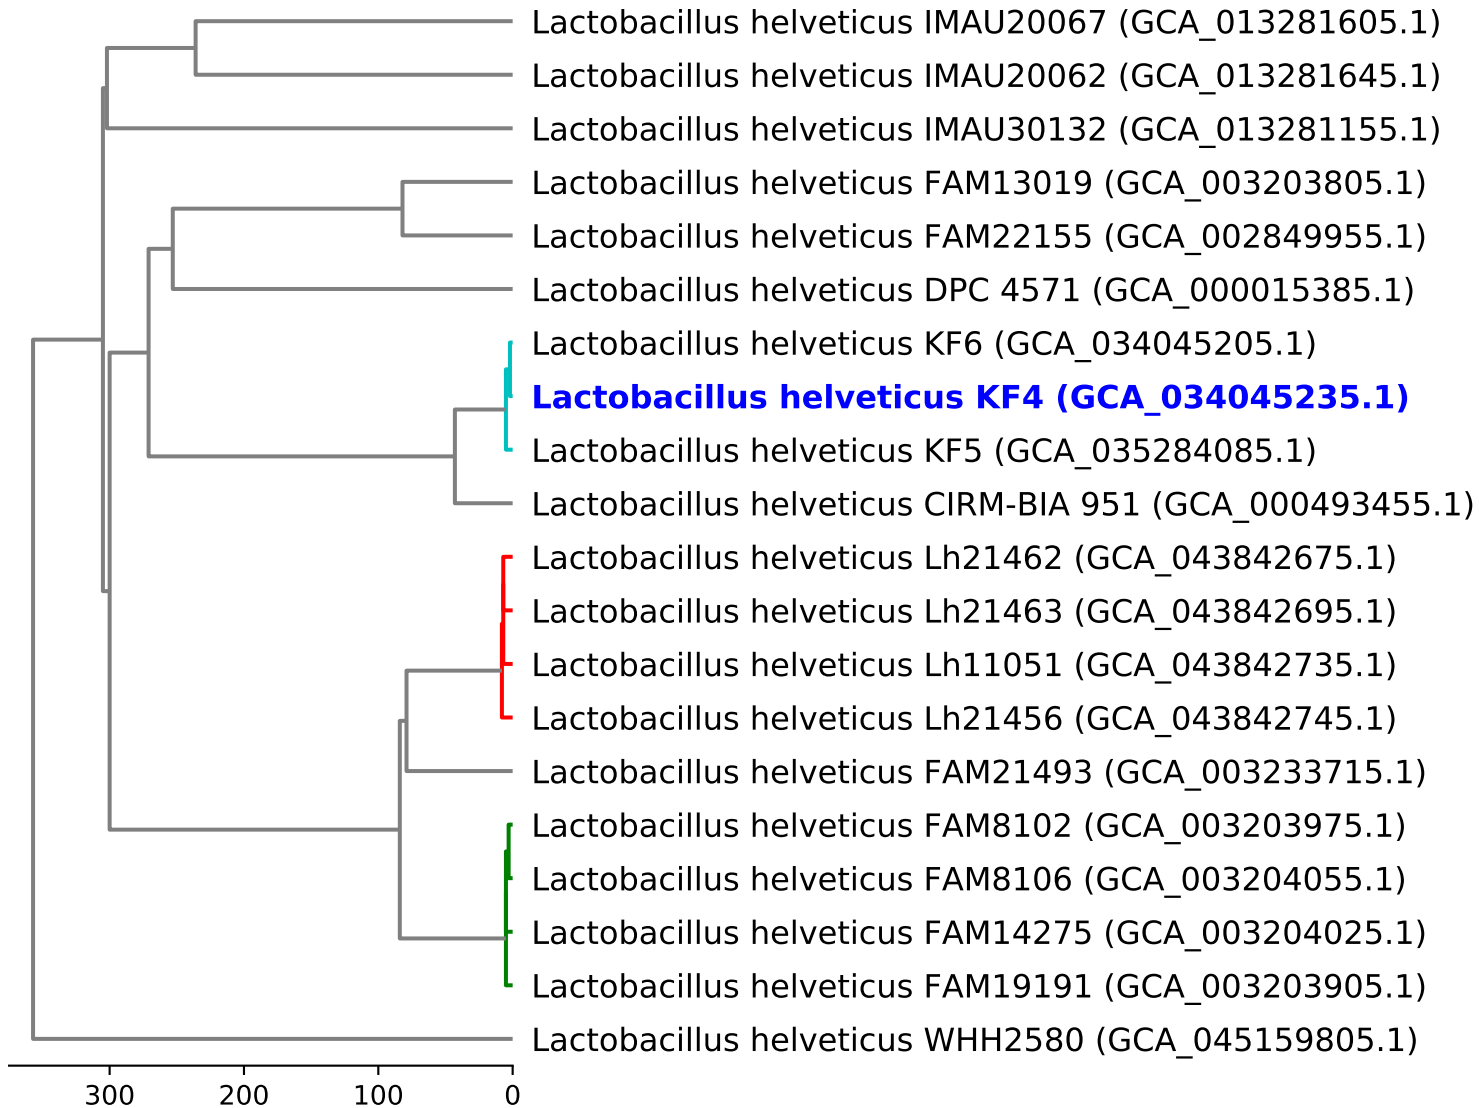 Lactobacillus helveticus IMAU20067 (GCA_013281605.1)
Lactobacillus helveticus IMAU20062 (GCA_013281645.1)
Lactobacillus helveticus IMAU30132 (GCA_013281155.1)
Lactobacillus helveticus FAM13019 (GCA_003203805.1)
Lactobacillus helveticus FAM22155 (GCA_002849955.1)
Lactobacillus helveticus DPC 4571 (GCA_000015385.1)
Lactobacillus helveticus KF6 (GCA_034045205.1)
Lactobacillus helveticus KF4 (GCA_034045235.1)
Lactobacillus helveticus KF5 (GCA_035284085.1)
Lactobacillus helveticus CIRM-BIA 951 (GCA_000493455.1)
Lactobacillus helveticus Lh21462 (GCA_043842675.1)
Lactobacillus helveticus Lh21463 (GCA_043842695.1)
Lactobacillus helveticus Lh11051 (GCA_043842735.1)
Lactobacillus helveticus Lh21456 (GCA_043842745.1)
Lactobacillus helveticus FAM21493 (GCA_003233715.1)
Lactobacillus helveticus FAM8102 (GCA_003203975.1)
Lactobacillus helveticus FAM8106 (GCA_003204055.1)
Lactobacillus helveticus FAM14275 (GCA_003204025.1)
Lactobacillus helveticus FAM19191 (GCA_003203905.1)
Lactobacillus helveticus WHH2580 (GCA_045159805.1)
300 200 100 0